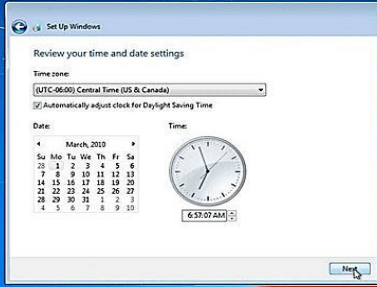 Set Up Windows
Review your time and date settings
Time zone:
(UTC-06:00) Central Time (US & Canada)
Automatically adjust clock for Daylight Saving Time
Date:
Time:
March, 2010
Su Mo Tu We Th Fr Sa
28 1 2 3 4 5 6
7 8 9 10 11 12 13
14 15 16 17 18 19 20
21 22 23 24 25 26 27
28 29 30 31 1 2 3
4 5 6 7 8 9 10
6:57:07 AM
Next